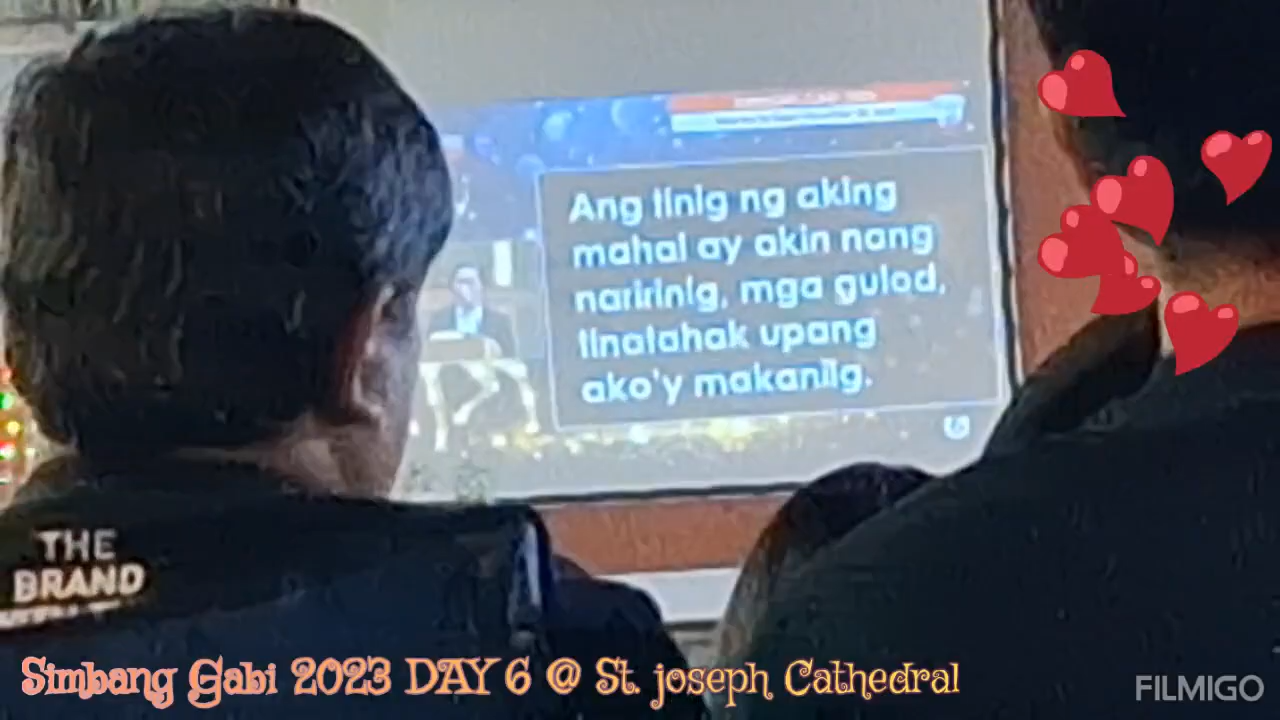 Ang tinig ng aking
mahal ay akin nang
naririnig, mga gulod,
tinatahak upang
ako'y makaniig.
THE
BRAND
Simbang Gabi 2023 DAY 6 @ St. joseph Cathedral
FILMIGO